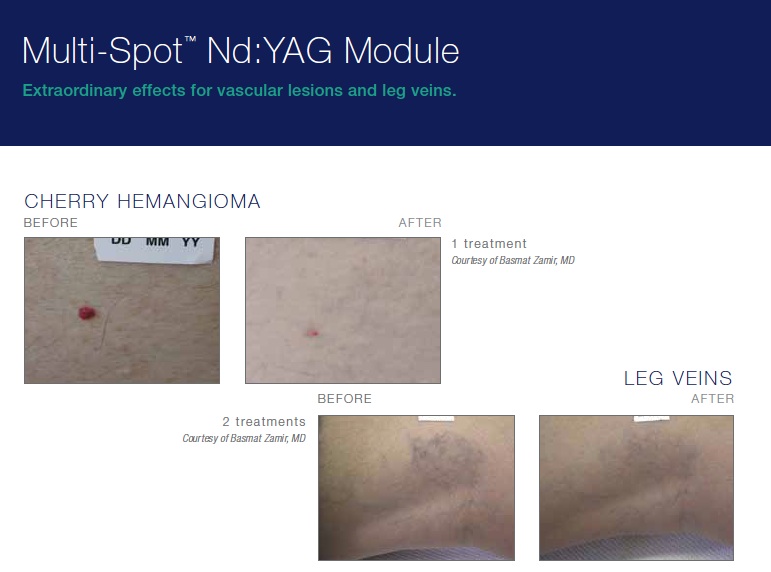 Multi-Spot™ Nd:YAG Module
Extraordinary effects for vascular lesions and leg veins.
CHERRY HEMANGIOMA
BEFORE
AFTER
DD MM YY
1 treatment
Courtesy of Basmat Zamir, MD
LEG VEINS
BEFORE
AFTER
2 treatments
Courtesy of Basmat Zamir, MD